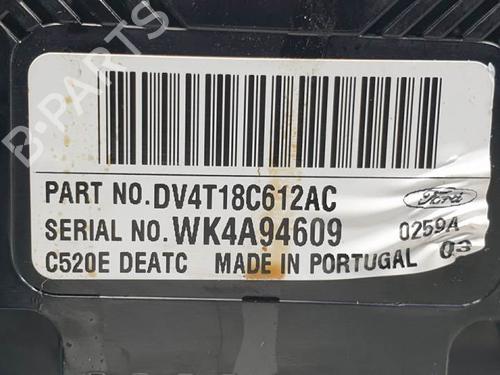 B-PARTS
PART NO.DV4T18C612AC
Ford
SERIAL NO.WK4A94609
0259A
C520E DEATC MADE IN PORTUGAL 03